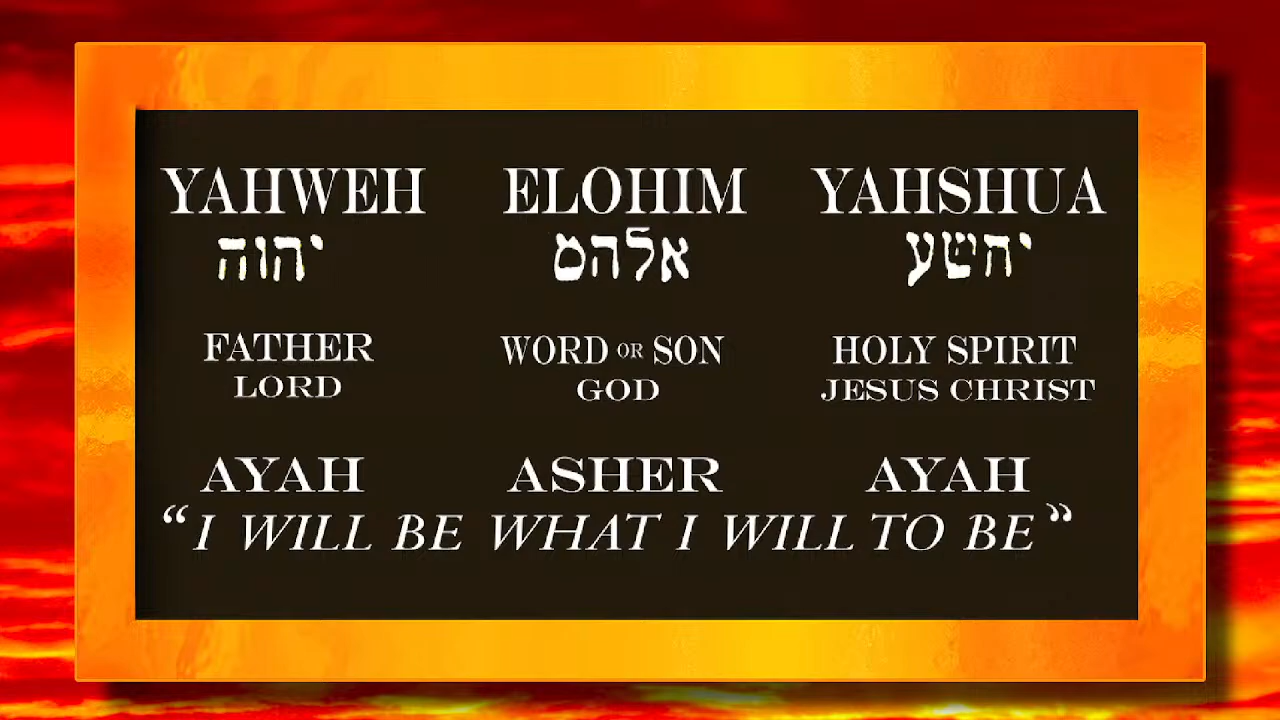 YAHWEH ELOHIM YAHSHUA
יהוה אלהם יהשע
FATHER WORD OR SON HOLY SPIRIT
LORD GOD JESUS CHRIST
AYAH ASHER AYAH
“I WILL BE WHAT I WILL TO BE”